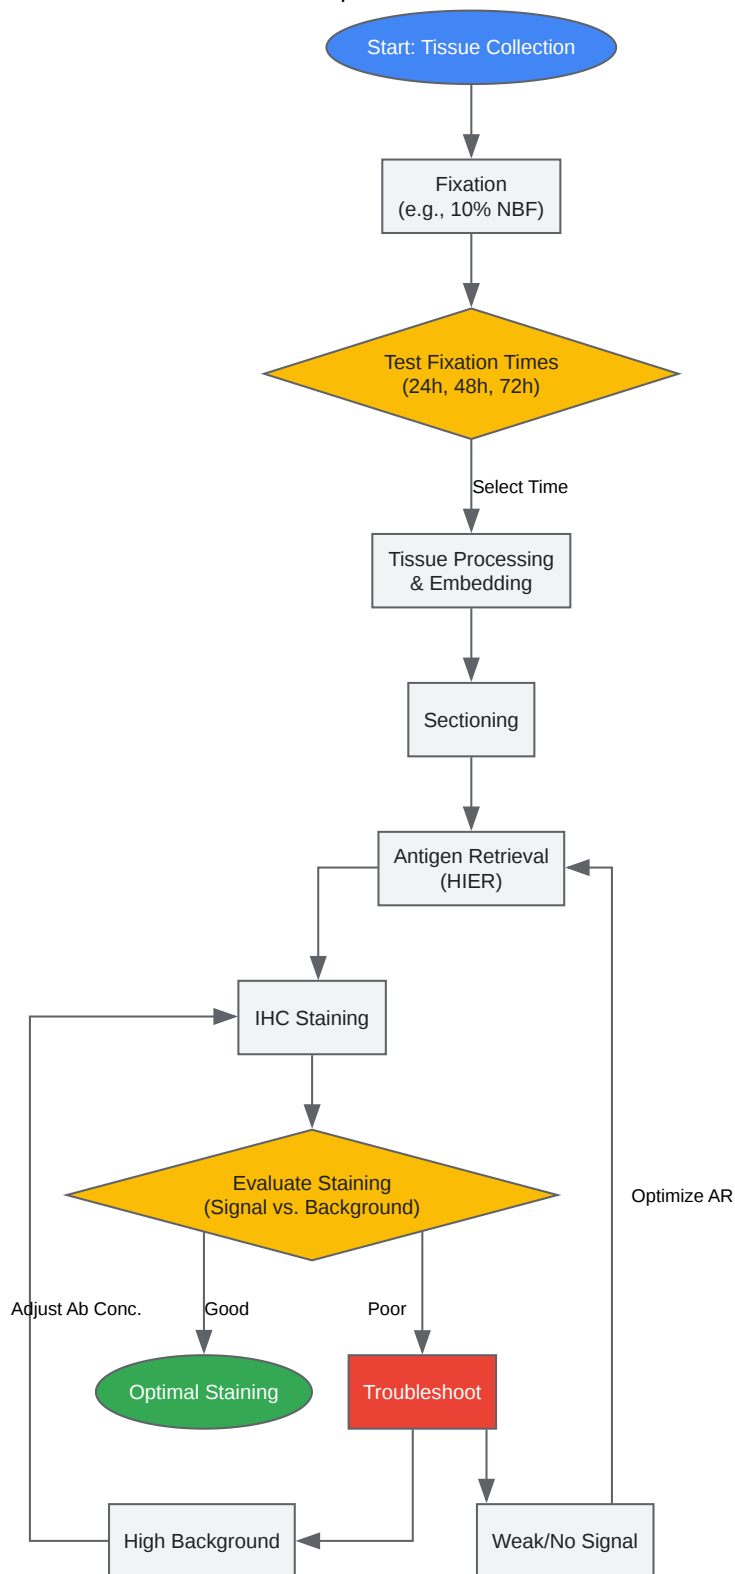 Start: Tissue Collection
Fixation
(e.g., 10% NBF)
Test Fixation Times
(24h, 48h, 72h)
Select Time
Tissue Processing
& Embedding
Sectioning
Antigen Retrieval
(HIER)
IHC Staining
Evaluate Staining
(Signal vs. Background)
Optimize AR
Adjust Ab Conc.
Good
Poor
Optimal Staining
Troubleshoot
High Background
Weak/No Signal